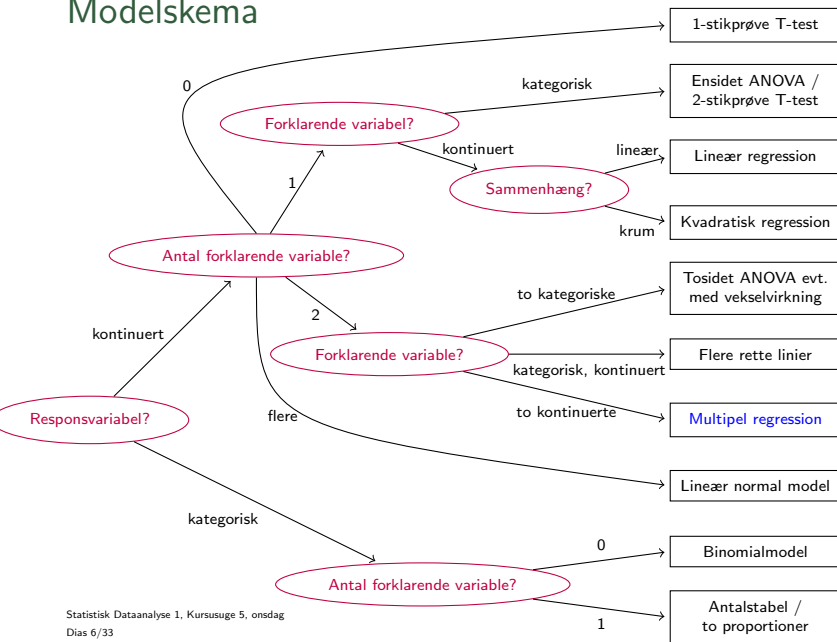 Modelskema
0
1-stikprøve T-test
kategorisk
Ensidet ANOVA /
2-stikprøve T-test
Forklarende variabel?
kontinuert
lineær
Lineær regression
1
Sammenhæng?
krum
Kvadratisk regression
Antal forklarende variable?
to kategoriske
Tosidet ANOVA evt.
med vekselvirkning
2
kontinuert
Forklarende variable?
kategorisk, kontinuert
Flere rette linier
Responsvariabel?
flere
to kontinuerte
Multipel regression
Lineær normal model
kategorisk
0
Binomialmodel
Antal forklarende variable?
1
Antalstabel /
to proportioner
Statistisk Dataanalyse 1, Kursusuge 5, onsdag
Dias 6/33